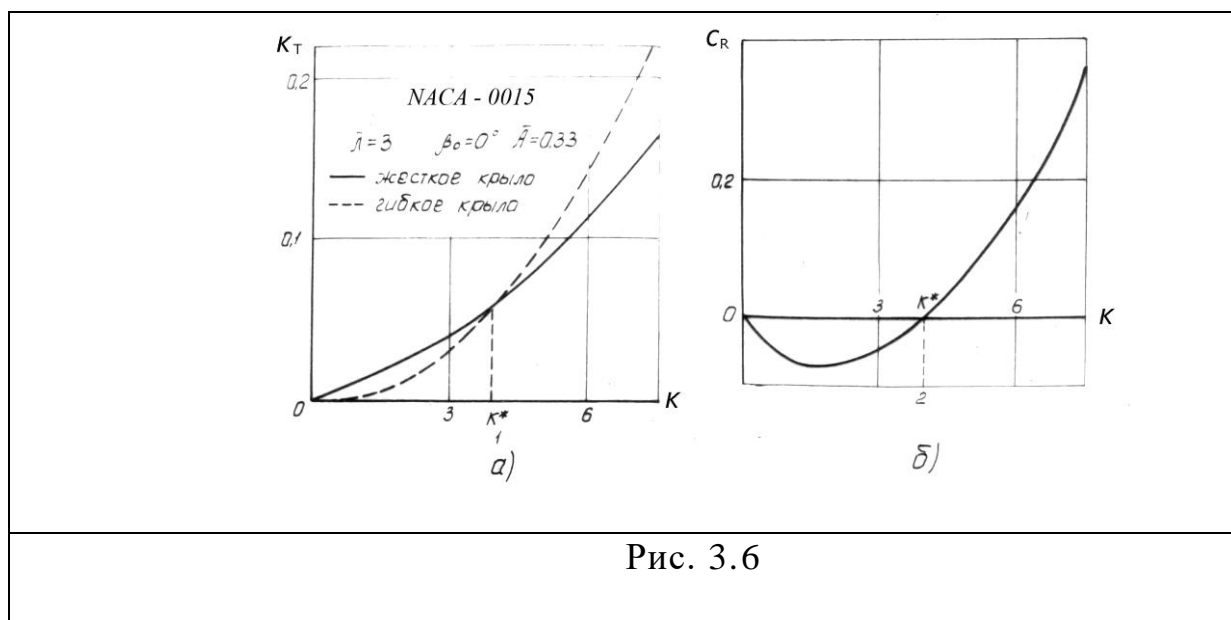 K_T
0,2
NACA - 0015
λ̄=3 β₀=0° Ā=0.33
жесткое крыло
гибкое крыло
0,1
0
3
K*
1
6
K
а)
C_R
0,2
0
3
K*
6
K
2
б)
Рис. 3.6